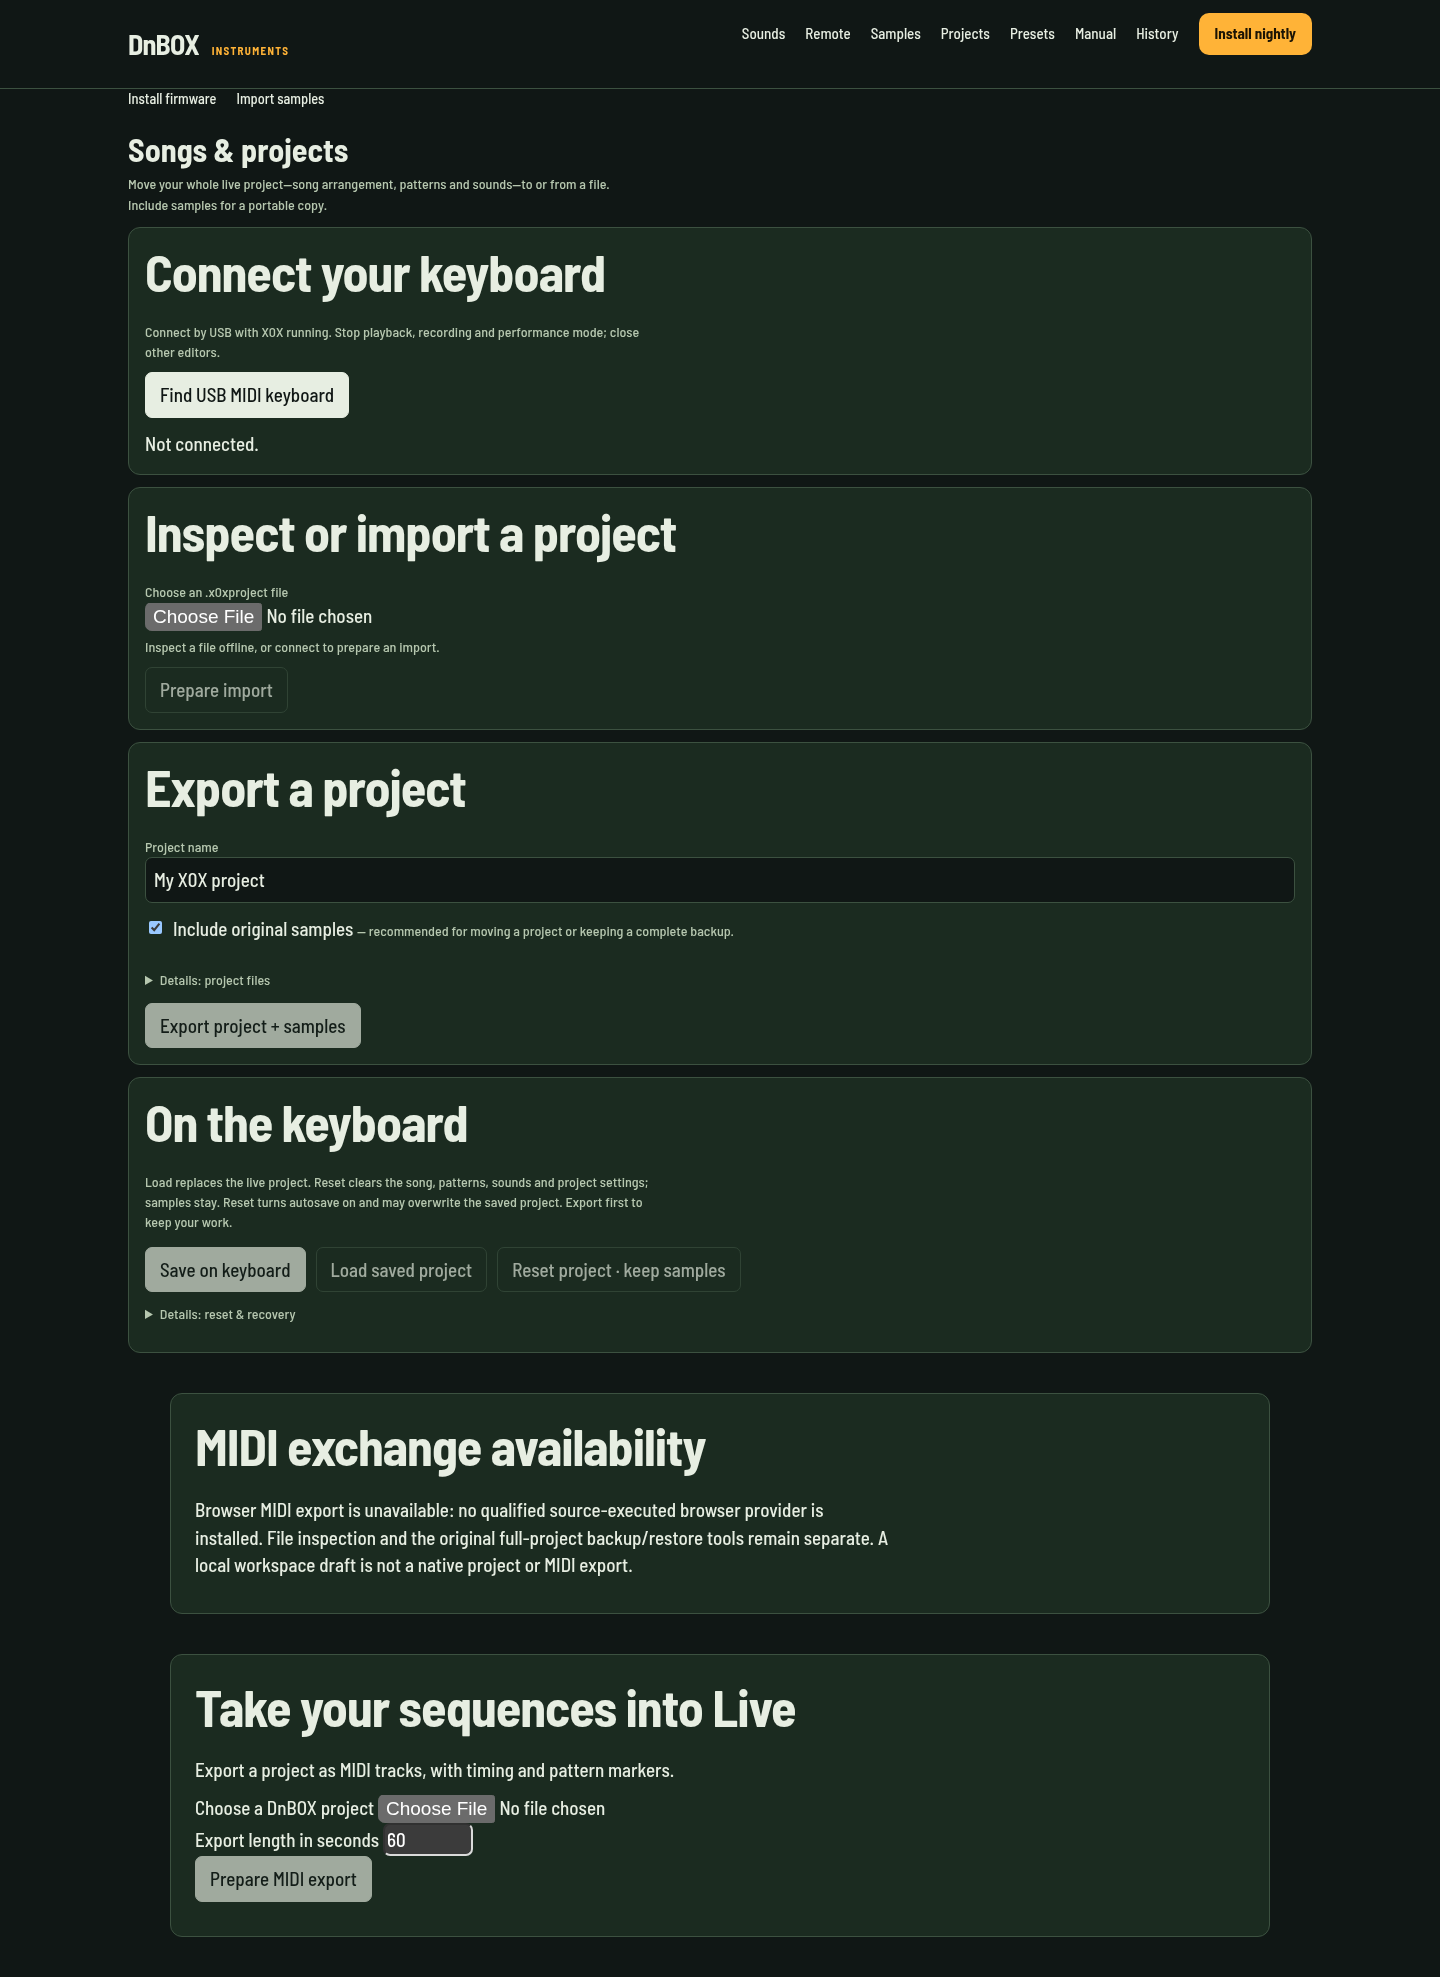 DnBOX INSTRUMENTS
Sounds Remote Samples Projects Presets Manual History Install nightly
Install firmware Import samples
Songs & projects
Move your whole live project—song arrangement, patterns and sounds—to or from a file.
Include samples for a portable copy.
Connect your keyboard
Connect by USB with X0X running. Stop playback, recording and performance mode; close
other editors.
Find USB MIDI keyboard
Not connected.
Inspect or import a project
Choose an .x0xproject file
Choose File No file chosen
Inspect a file offline, or connect to prepare an import.
Prepare import
Export a project
Project name
My X0X project
Include original samples — recommended for moving a project or keeping a complete backup.
Details: project files
Export project + samples
On the keyboard
Load replaces the live project. Reset clears the song, patterns, sounds and project settings;
samples stay. Reset turns autosave on and may overwrite the saved project. Export first to
keep your work.
Save on keyboard Load saved project Reset project · keep samples
Details: reset & recovery
MIDI exchange availability
Browser MIDI export is unavailable: no qualified source-executed browser provider is
installed. File inspection and the original full-project backup/restore tools remain separate. A
local workspace draft is not a native project or MIDI export.
Take your sequences into Live
Export a project as MIDI tracks, with timing and pattern markers.
Choose a DnBOX project Choose File No file chosen
Export length in seconds 60
Prepare MIDI export